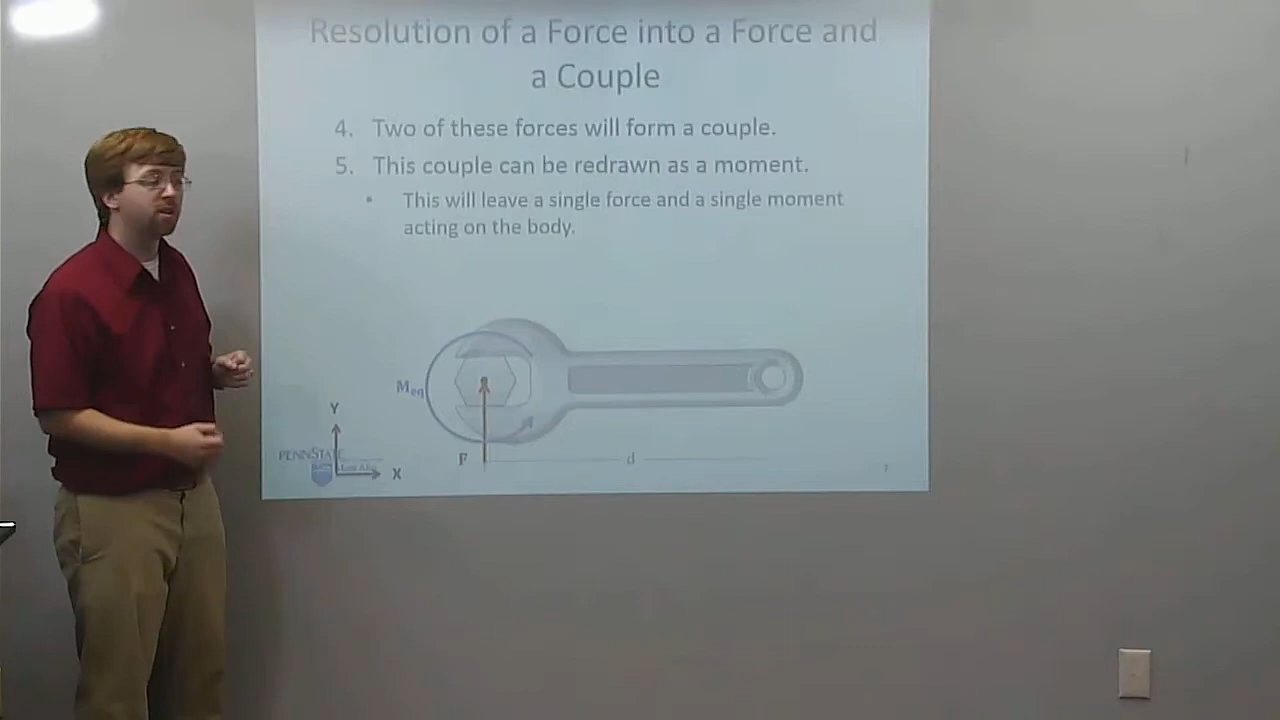 Resolution of a Force into a Force and
a Couple
4. Two of these forces will form a couple.
5. This couple can be redrawn as a moment.
• This will leave a single force and a single moment
acting on the body.
Meq
Y
PENNSTATE
X
F
d
7